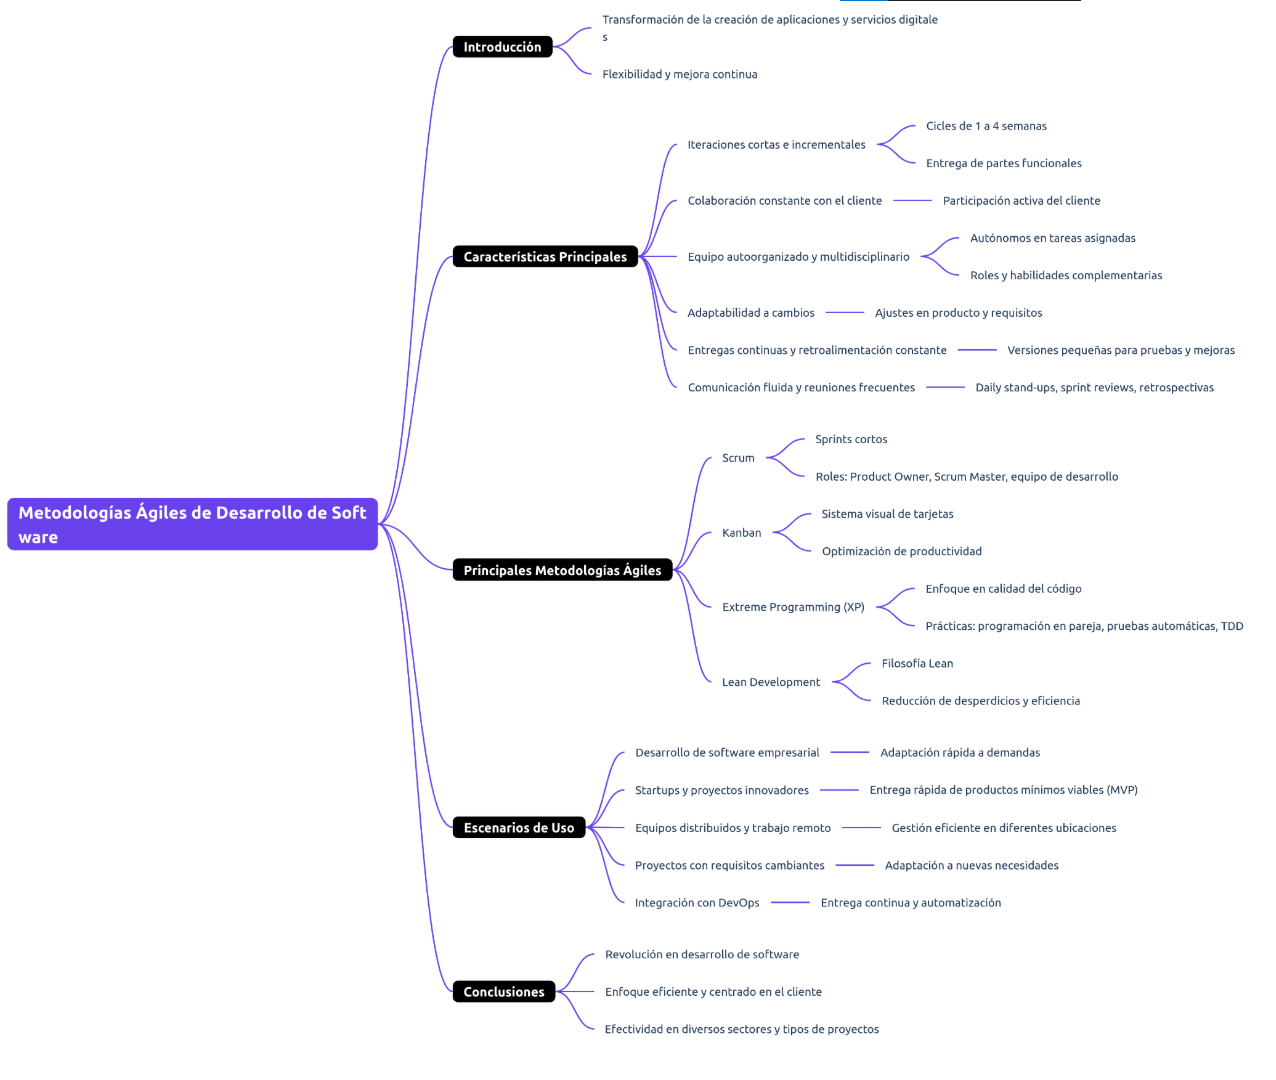 Transformación de la creación de aplicaciones y servicios digitale
s
Introducción
Flexibilidad y mejora continua
Cicles de 1 a 4 semanas
Iteraciones cortas e incrementales
Entrega de partes funcionales
Colaboración constante con el cliente
Participación activa del cliente
Autónomos en tareas asignadas
Características Principales
Equipo autoorganizado y multidisciplinario
Roles y habilidades complementarias
Adaptabilidad a cambios
Ajustes en producto y requisitos
Entregas continuas y retroalimentación constante
Versiones pequeñas para pruebas y mejoras
Comunicación fluida y reuniones frecuentes
Daily stand-ups, sprint reviews, retrospectivas
Sprints cortos
Scrum
Roles: Product Owner, Scrum Master, equipo de desarrollo
Metodologías Ágiles de Desarrollo de Soft
ware
Sistema visual de tarjetas
Kanban
Optimización de productividad
Principales Metodologías Ágiles
Enfoque en calidad del código
Extreme Programming (XP)
Prácticas: programación en pareja, pruebas automáticas, TDD
Filosofía Lean
Lean Development
Reducción de desperdicios y eficiencia
Desarrollo de software empresarial
Adaptación rápida a demandas
Startups y proyectos innovadores
Entrega rápida de productos mínimos viables (MVP)
Escenarios de Uso
Equipos distribuidos y trabajo remoto
Gestión eficiente en diferentes ubicaciones
Proyectos con requisitos cambiantes
Adaptación a nuevas necesidades
Integración con DevOps
Entrega continua y automatización
Revolución en desarrollo de software
Conclusiones
Enfoque eficiente y centrado en el cliente
Efectividad en diversos sectores y tipos de proyectos